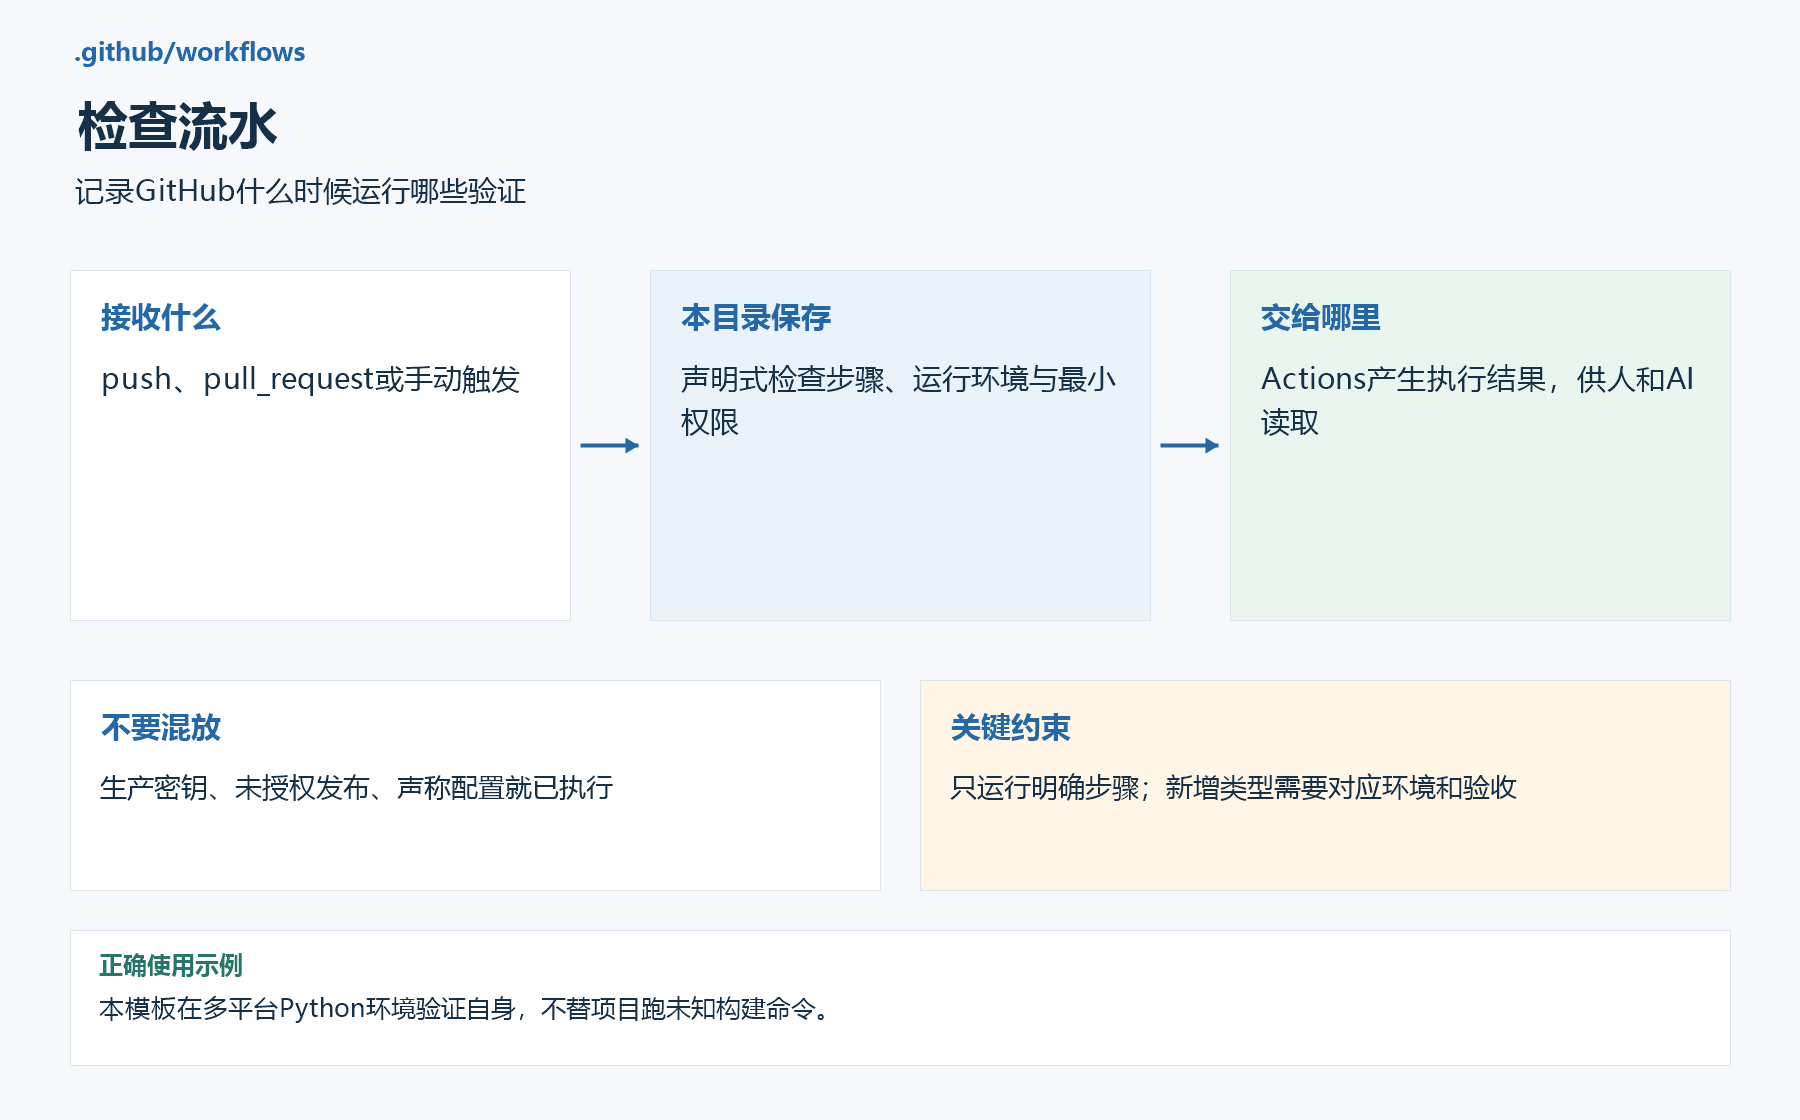 .github/workflows
检查流水
记录GitHub什么时候运行哪些验证
接收什么
push、pull_request或手动触发
本目录保存
声明式检查步骤、运行环境与最小
权限
交给哪里
Actions产生执行结果，供人和AI
读取
不要混放
生产密钥、未授权发布、声称配置就已执行
关键约束
只运行明确步骤；新增类型需要对应环境和验收
正确使用示例
本模板在多平台Python环境验证自身，不替项目跑未知构建命令。